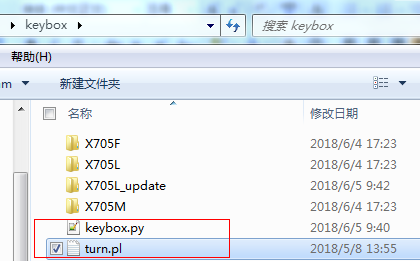 keybox
搜索 keybox
帮助(H)
om 新建文件夹
名称 修改日期
X705F 2018/6/4 17:23
X705L 2018/6/4 17:23
X705L_update 2018/6/5 9:42
X705M 2018/6/4 17:23
keybox.py 2018/6/5 9:40
turn.pl 2018/5/8 13:55